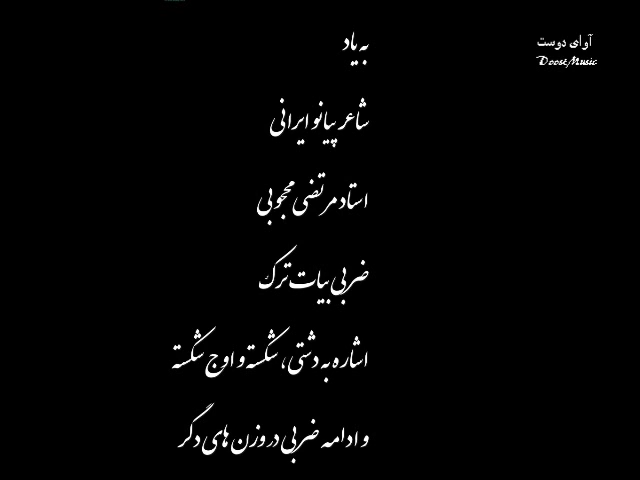 به یاد
شاعر پیانو ایرانی
استاد مرتضی محجوبی
ضربی بیات ترک
اشاره به دشتی، شکسته و اوج شکسته
و ادامه ضربی در وزن های دگر
آوای دوست
DoostMusic